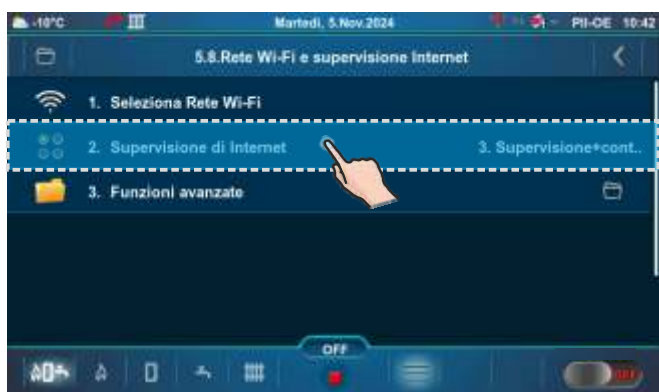 -10°C Martedì, 5.Nov.2024 PII-OE 10:42
5.8.Rete Wi-Fi e supervisione Internet
1. Seleziona Rete Wi-Fi
2. Supervisione di Internet 3. Supervisione+cont..
3. Funzioni avanzate
OFF
OFF